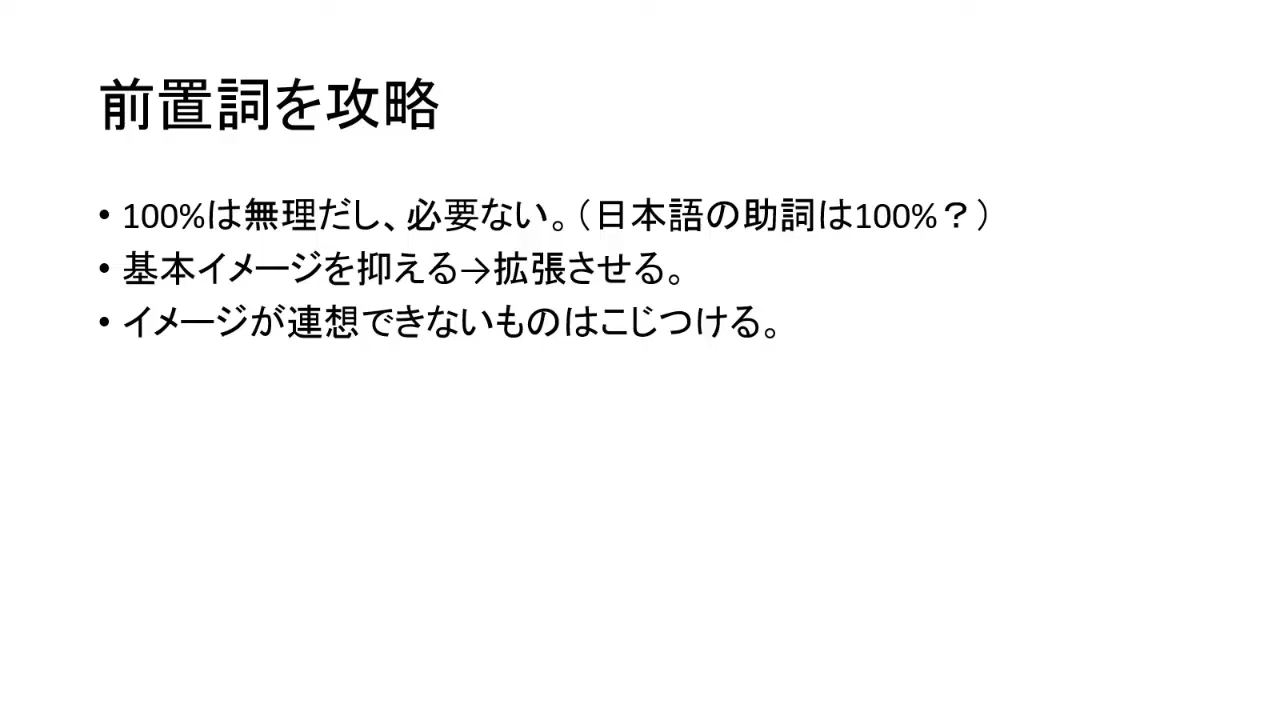 前置詞を攻略
• 100%は無理だし、必要ない。（日本語の助詞は100%？）
• 基本イメージを抑える→拡張させる。
• イメージが連想できないものはこじつける。